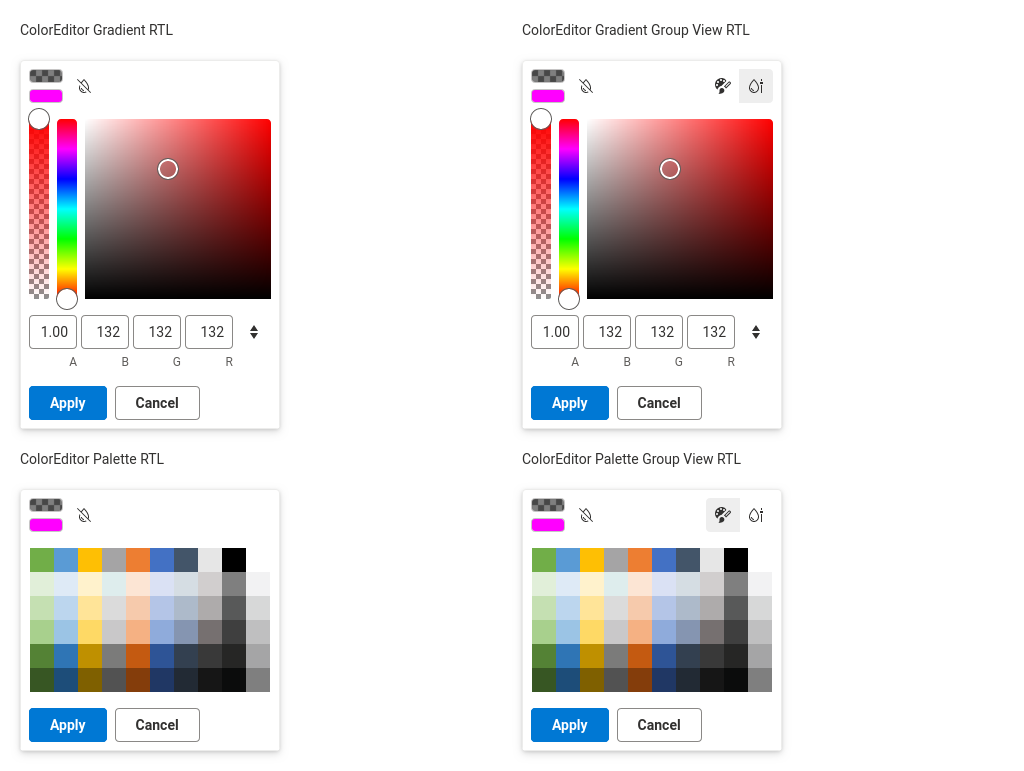 ColorEditor Gradient RTL
1.00 132 132 132
A B G R
Apply Cancel
ColorEditor Gradient Group View RTL
1.00 132 132 132
A B G R
Apply Cancel
ColorEditor Palette RTL
Apply Cancel
ColorEditor Palette Group View RTL
Apply Cancel